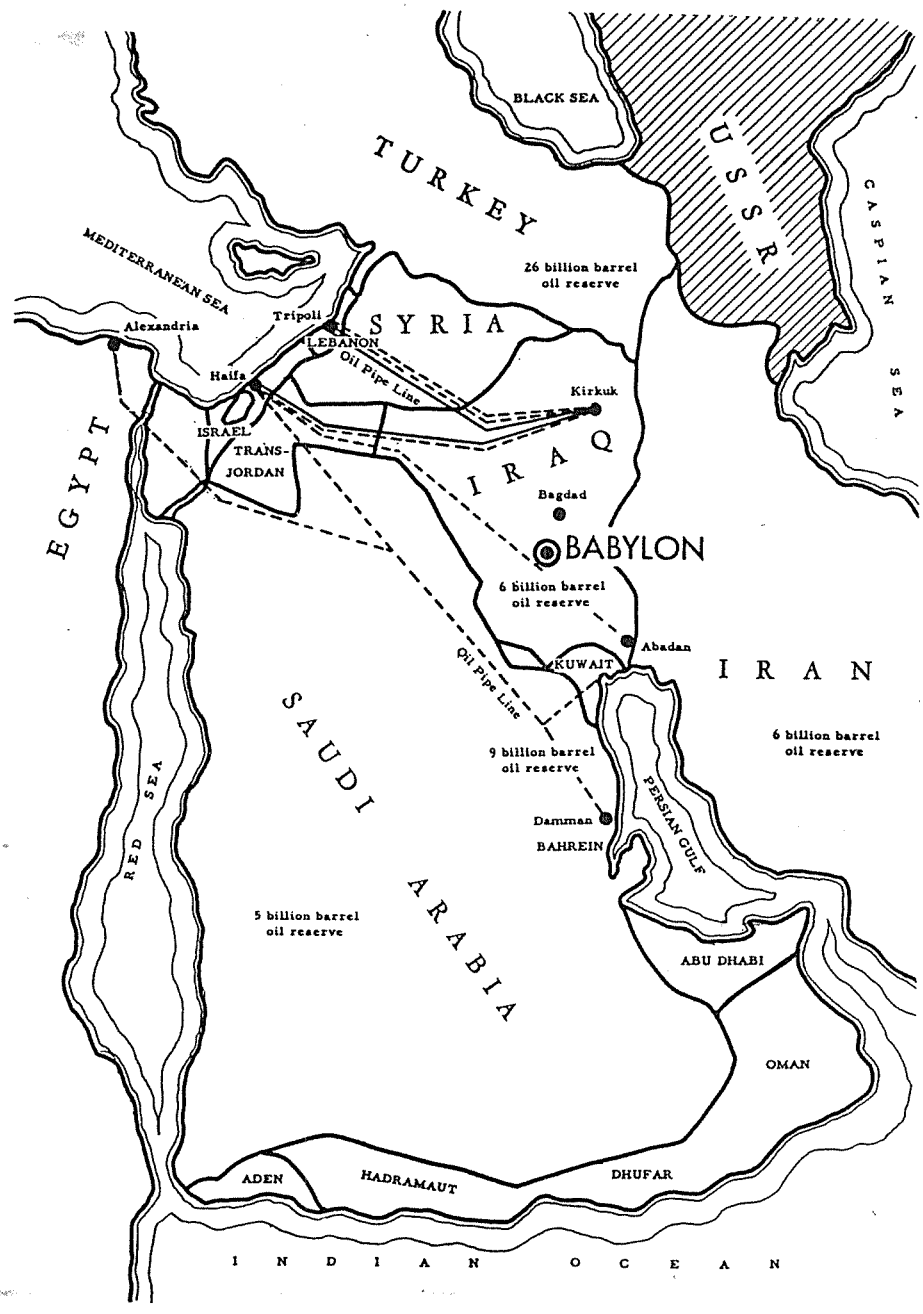 BLACK SEA
USSR
TURKEY
CASPIAN SEA
MEDITERRANEAN SEA
26 billion barrel
oil reserve
Alexandria
Tripoli
SYRIA
LEBANON
Oil Pipe Line
Haifa
Kirkuk
ISRAEL
TRANS-
JORDAN
EGYPT
IRAQ
Bagdad
BABYLON
6 billion barrel
oil reserve
Abadan
KUWAIT
IRAN
Oil Pipe Line
SAUDI ARABIA
9 billion barrel
oil reserve
6 billion barrel
oil reserve
RED SEA
PERSIAN GULF
Damman
BAHREIN
5 billion barrel
oil reserve
ABU DHABI
OMAN
ADEN
HADRAMAUT
DHUFAR
INDIAN OCEAN